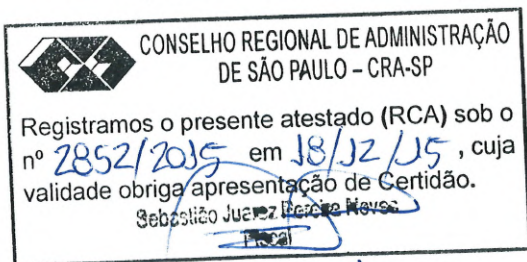 CONSELHO REGIONAL DE ADMINISTRAÇÃO
DE SÃO PAULO – CRA-SP
Registramos o presente atestado (RCA) sob o
nº 2852/2015 em 18/12/15, cuja
validade obriga apresentação de Certidão.
Sebastião Juarez Neves
Fiscal